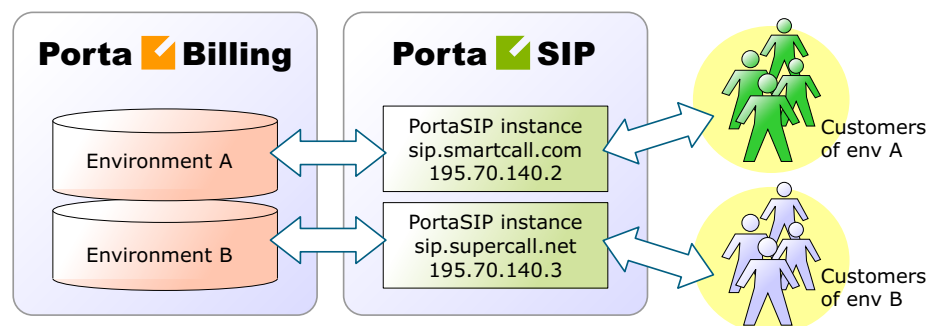 Porta Billing
Porta SIP
Environment A
PortaSIP instance
sip.smartcall.com
195.70.140.2
Customers
of env A
Environment B
PortaSIP instance
sip.supercall.net
195.70.140.3
Customers
of env B